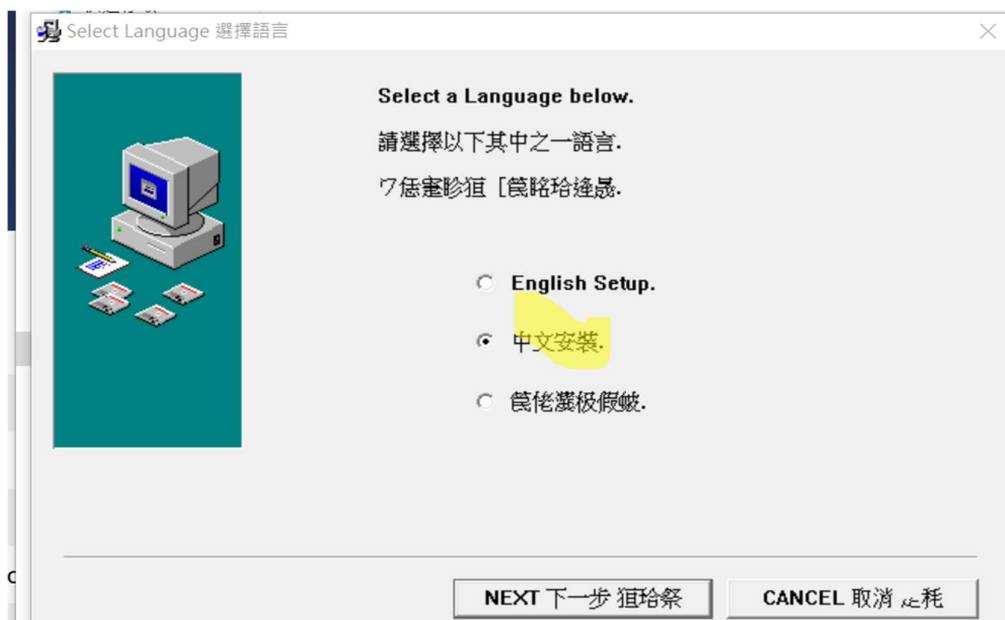 Select Language 選擇語言
Select a Language below.
請選擇以下其中之一語言.
English Setup.
中文安裝.
NEXT 下一步
CANCEL 取消